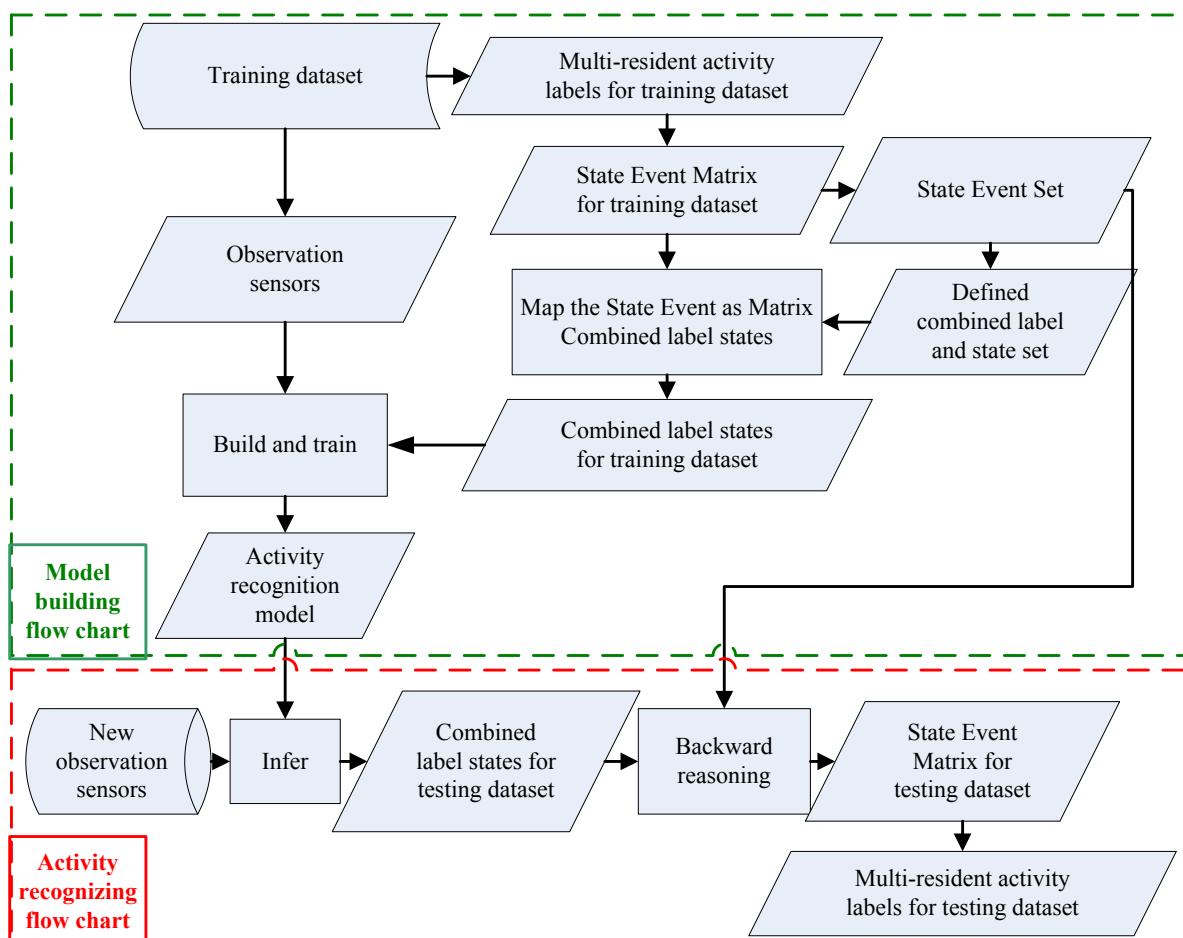 Training dataset
Multi-resident activity
labels for training dataset
State Event Matrix
for training dataset
State Event Set
Observation
sensors
Map the State Event as Matrix
Combined label states
Defined
combined label
and state set
Build and train
Combined label states
for training dataset
Activity
recognition
model
Model
building
flow chart
New
observation
sensors
Infer
Combined
label states for
testing dataset
Backward
reasoning
State Event
Matrix for
testing dataset
Activity
recognizing
flow chart
Multi-resident activity
labels for testing dataset